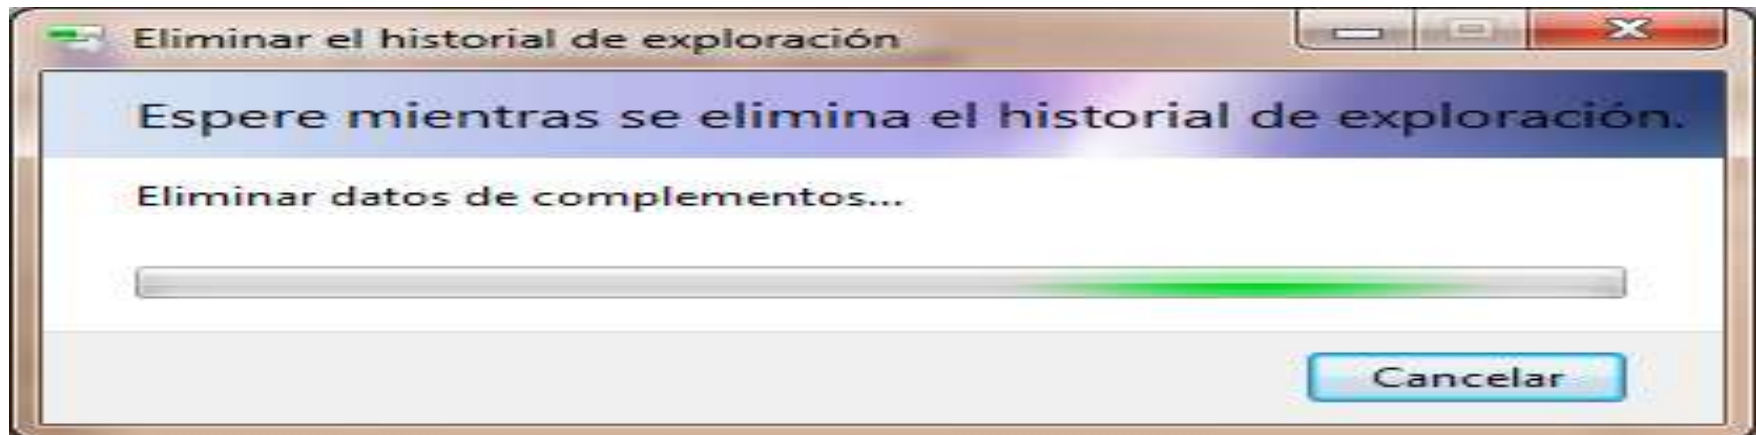 Eliminar el historial de exploración
Espere mientras se elimina el historial de exploración.
Eliminar datos de complementos...
Cancelar